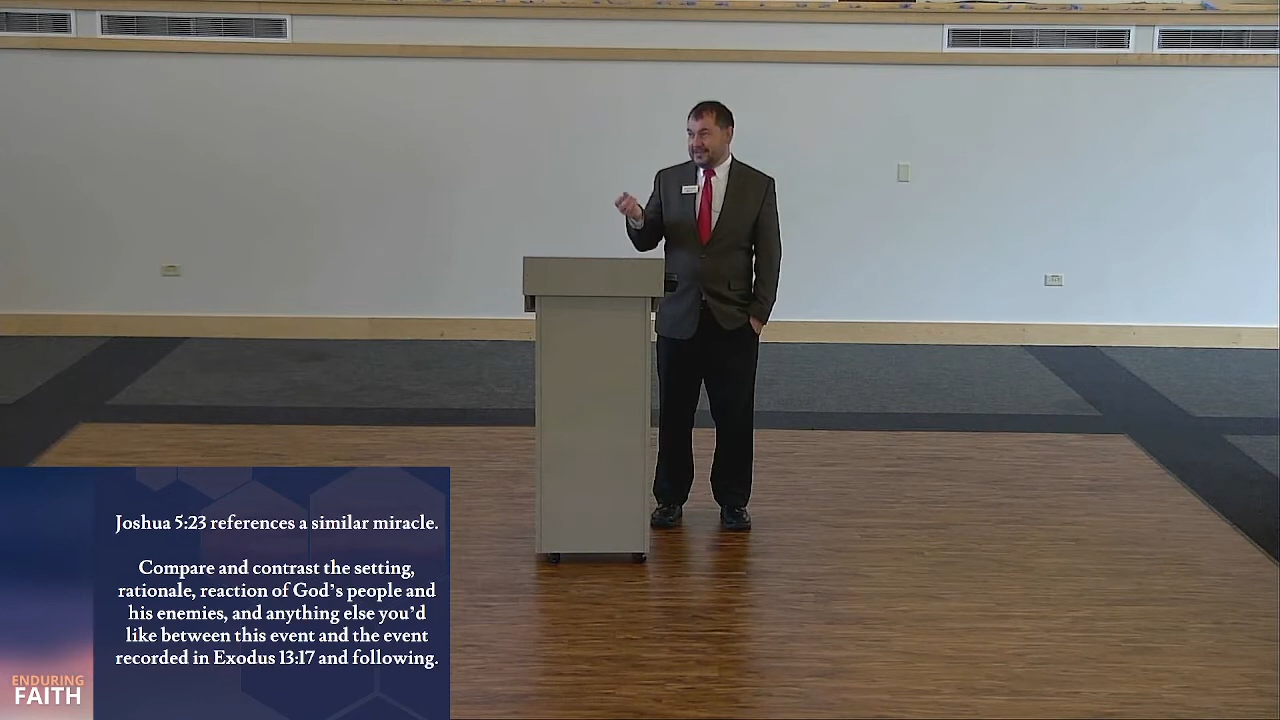 Joshua 5:23 references a similar miracle.
Compare and contrast the setting,
rationale, reaction of God's people and
his enemies, and anything else you'd
like between this event and the event
recorded in Exodus 13:17 and following.
ENDURING
FAITH